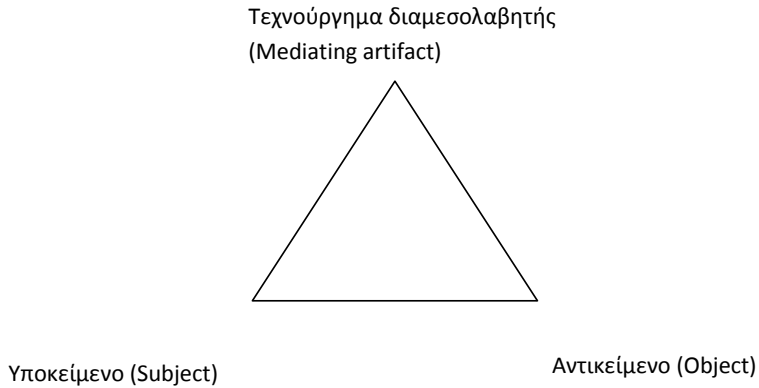 Τεχνούργημα διαμεσολαβητής
(Mediating artifact)
Υποκείμενο (Subject)
Αντικείμενο (Object)